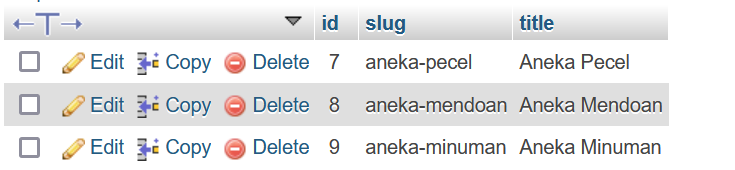 id slug title
Edit Copy Delete 7 aneka-pecel Aneka Pecel
Edit Copy Delete 8 aneka-mendoan Aneka Mendoan
Edit Copy Delete 9 aneka-minuman Aneka Minuman